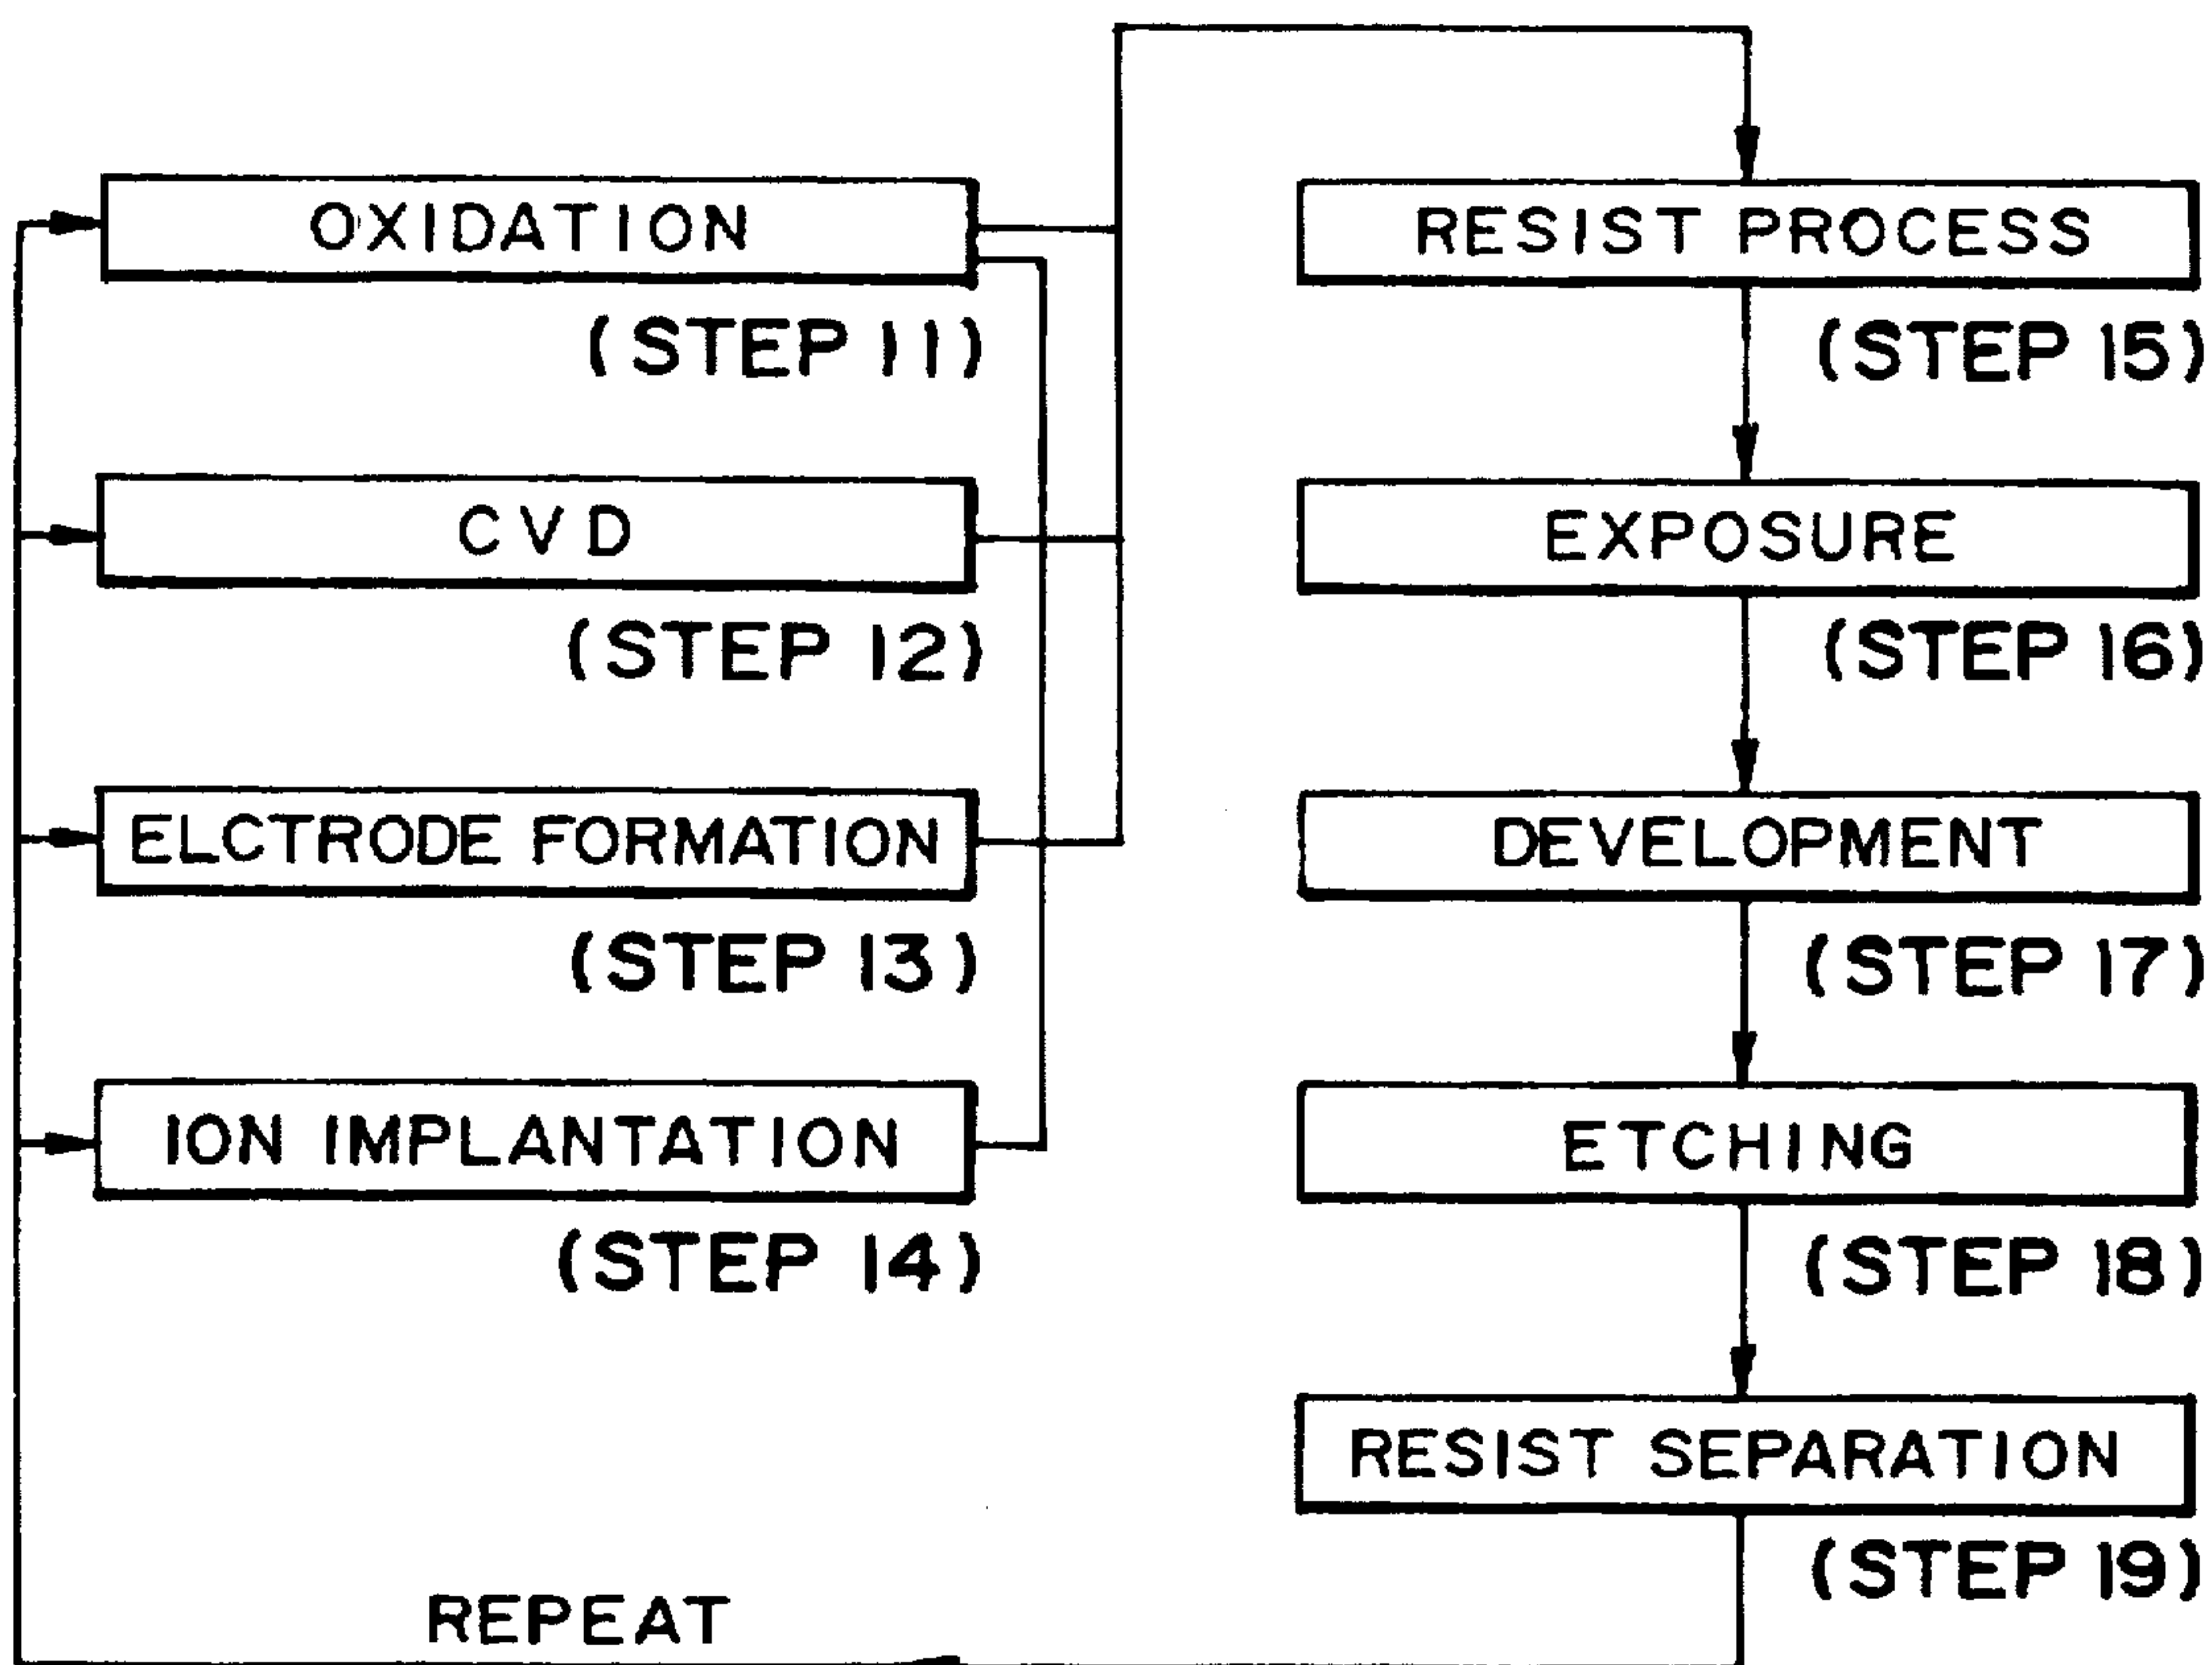 OXIDATION
(STEP 11)
CVD
(STEP 12)
ELCTRODE FORMATION
(STEP 13)
ION IMPLANTATION
(STEP 14)
RESIST PROCESS
(STEP 15)
EXPOSURE
(STEP 16)
DEVELOPMENT
(STEP 17)
ETCHING
(STEP 18)
RESIST SEPARATION
(STEP 19)
REPEAT